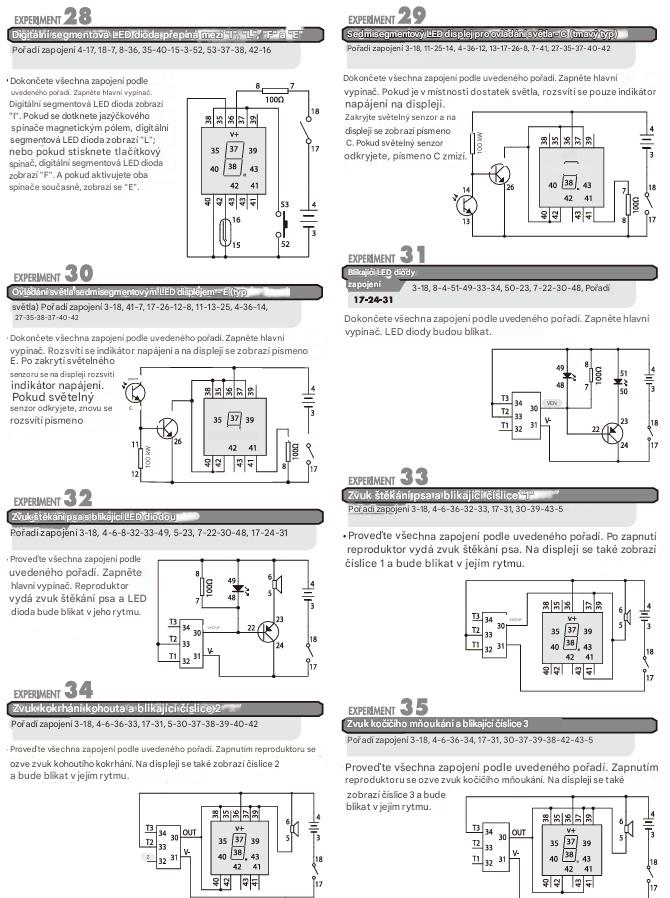 EXPERIMENT 28
Digitální segmentová LED dioda přepíná mezi "I", "L", "F" a "E"
Pořadí zapojení 4-17, 18-7, 8-36, 35-40-15-3-52, 53-37-38, 42-16
Dokončete všechna zapojení podle
uvedeného pořadí. Zapněte hlavní vypínač.
Digitální segmentová LED dioda zobrazí
"I". Pokud se dotknete jazýčkového
spínače magnetickým pólem, digitální
segmentová LED dioda zobrazí "L";
nebo pokud stisknete tlačítkový
spínač, digitální segmentová LED dioda
zobrazí "F". A pokud aktivujete oba
spínače současně, zobrazí se "E".
EXPERIMENT 29
Sedmisegmentový LED displej pro ovládání světla - C (tmavý typ)
Pořadí zapojení 3-18, 11-25-14, 4-36-12, 13-17-26-8, 7-41, 27-35-37-40-42
Dokončete všechna zapojení podle uvedeného pořadí. Zapněte hlavní
vypínač. Pokud je v místnosti dostatek světla, rozsvítí se pouze indikátor
napájení na displeji.
Zakryjte světelný senzor a na
displeji se zobrazí písmeno
C. Pokud světelný senzor
odkryjete, písmeno C zmizí.
EXPERIMENT 30
Ovládání světla sedmisegmentovým LED displejem - E (typ
světla) Pořadí zapojení 3-18, 41-7, 17-26-12-8, 11-13-25, 4-36-14,
27-35-38-37-40-42
Dokončete všechna zapojení podle uvedeného pořadí. Zapněte hlavní
vypínač. Rozsvítí se indikátor napájení a na displeji se zobrazí písmeno
E. Po zakrytí světelného
senzoru se na displeji rozsvítí
indikátor napájení.
Pokud světelný
senzor odkryjete, znovu se
rozsvítí písmeno
EXPERIMENT 31
Blikající LED diody
zapojení 3-18, 8-4-51-49-33-34, 50-23, 7-22-30-48, Pořadí
17-24-31
Dokončete všechna zapojení podle uvedeného pořadí. Zapněte hlavní
vypínač. LED diody budou blikat.
EXPERIMENT 32
Zvuk štěkání psa s blikající LED diodou
Pořadí zapojení 3-18, 4-6-8-32-33-49, 5-23, 7-22-30-48, 17-24-31
Proveďte všechna zapojení podle
uvedeného pořadí. Zapněte
hlavní vypínač. Reproduktor
vydá zvuk štěkání psa a LED
dioda bude blikat v jeho rytmu.
EXPERIMENT 33
Zvuk štěkání psa a blikající číslice "1"
Pořadí zapojení 3-18, 4-6-36-32-33, 17-31, 30-39-43-5
• Proveďte všechna zapojení podle uvedeného pořadí. Po zapnutí
reproduktor vydá zvuk štěkání psa. Na displeji se také zobrazí
číslice 1 a bude blikat v jejím rytmu.
EXPERIMENT 34
Zvuk kokrhání kohouta a blikající číslice 2
Pořadí zapojení 3-18, 4-6-36-33, 17-31, 5-30-37-38-39-40-42
Proveďte všechna zapojení podle uvedeného pořadí. Zapnutím reproduktoru se
ozve zvuk kohoutího kokrhání. Na displeji se také zobrazí číslice 2
a bude blikat v jejím rytmu.
EXPERIMENT 35
Zvuk kočičího mňoukání a blikající číslice 3
Pořadí zapojení 3-18, 4-6-36-34, 17-31, 30-37-39-38-42-43-5
Proveďte všechna zapojení podle uvedeného pořadí. Zapnutím
reproduktoru se ozve zvuk kočičího mňoukání. Na displeji se také
zobrazí číslice 3 a bude
blikat v jejím rytmu.